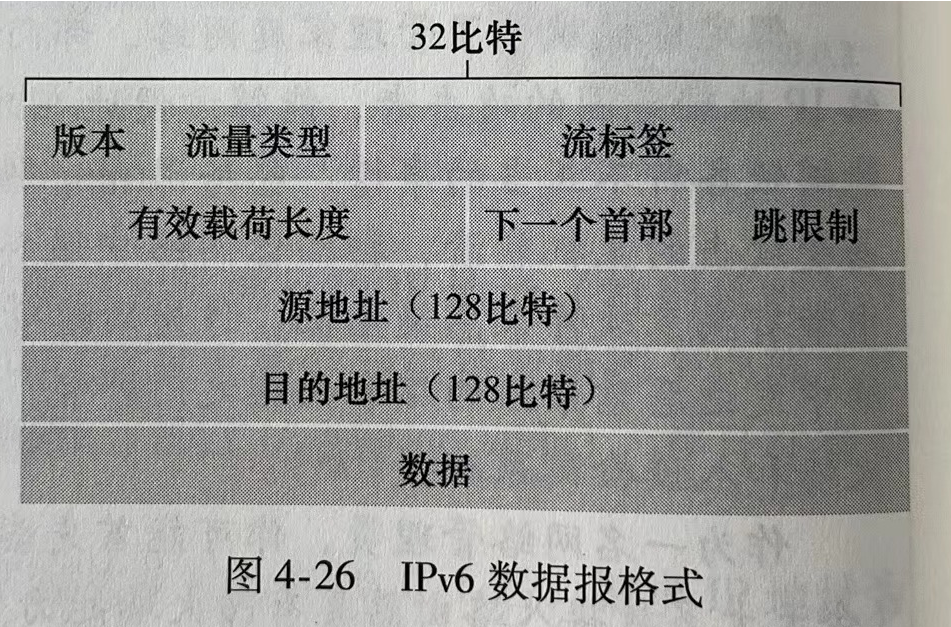 32比特
版本 流量类型 流标签
有效载荷长度 下一个首部 跳限制
源地址（128比特）
目的地址（128比特）
数据
图 4-26 IPv6 数据报格式